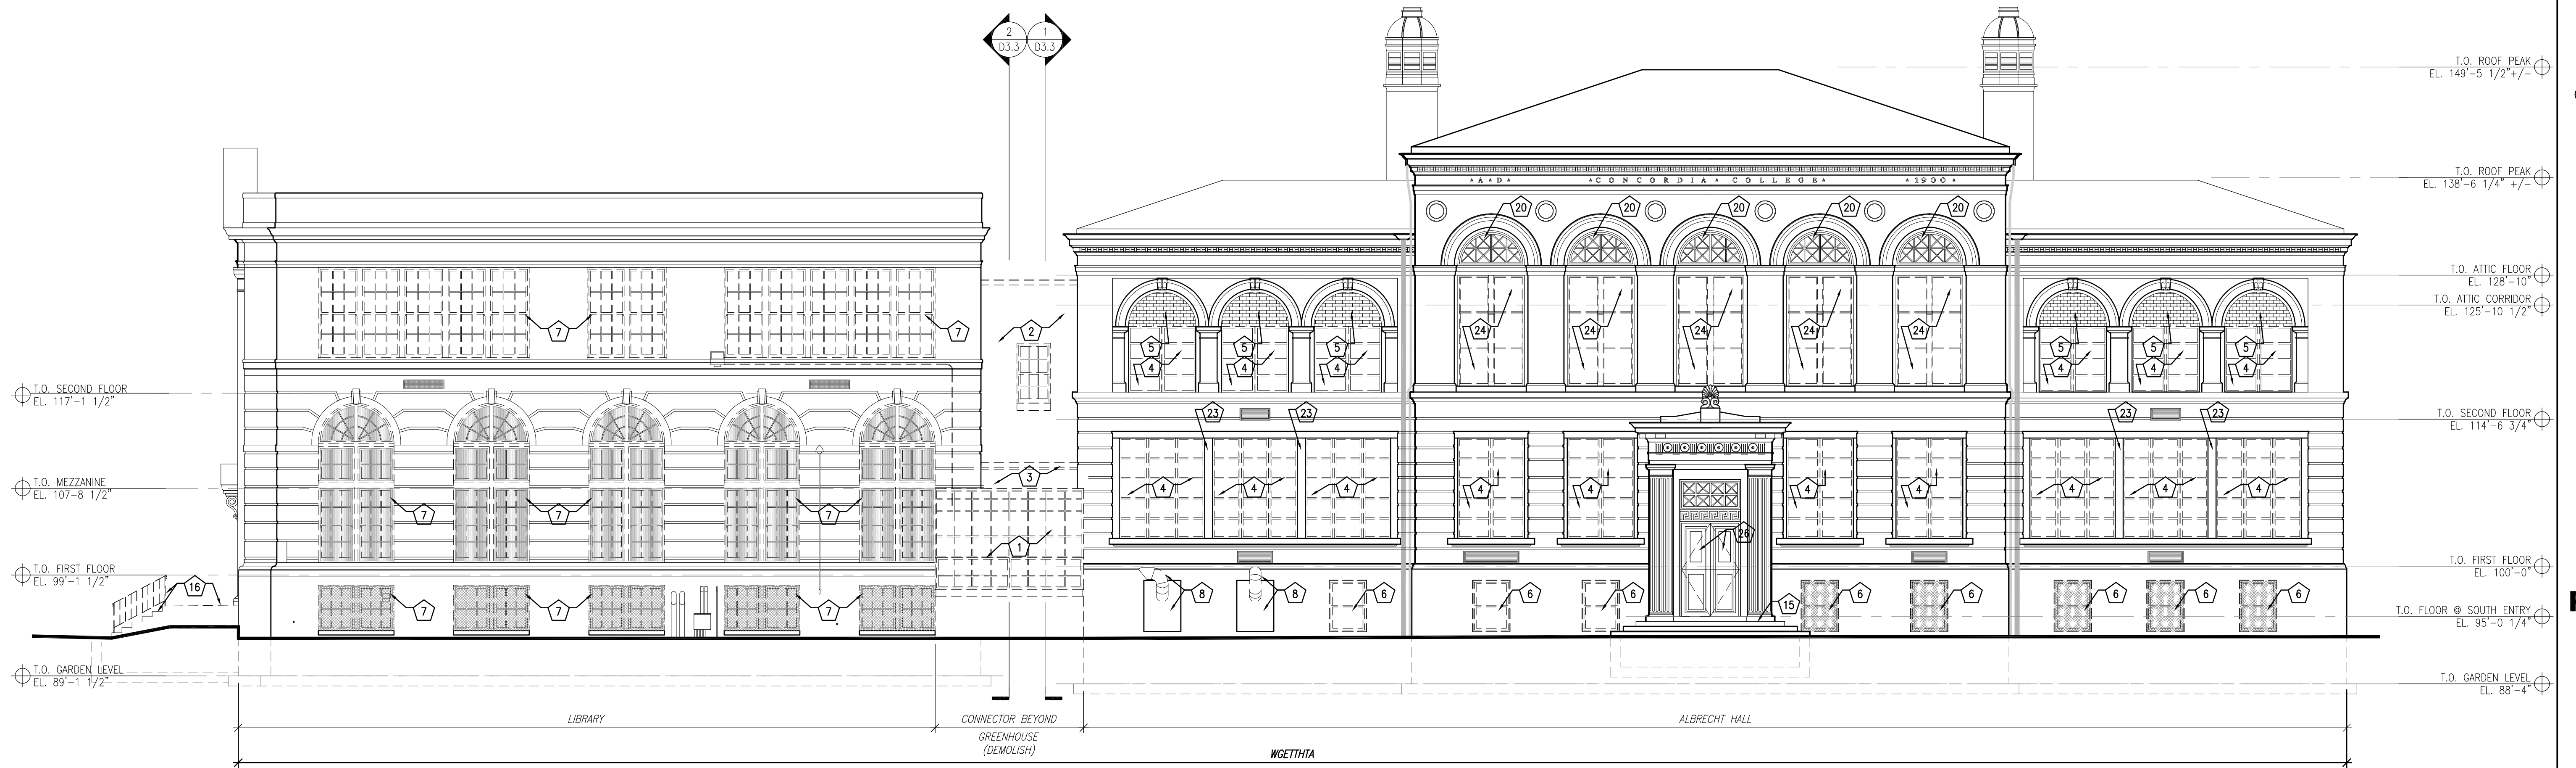 2 1
D3.3 D3.3
T.O. ROOF PEAK
EL. 149'-5 1/2"+/-
T.O. ROOF PEAK
EL. 138'-6 1/4" +/-
A D CONCORDIA COLLEGE 1900
20 20 20 20 20
T.O. ATTIC FLOOR
EL. 128'-10"
T.O. ATTIC CORRIDOR
EL. 125'-10 1/2"
7 7 2 24 24 24 24 24
5 5 5 5 5 5
4 4 4 4 4 4
T.O. SECOND FLOOR
EL. 117'-1 1/2"
23 23 23 23
T.O. SECOND FLOOR
EL. 114'-6 3/4"
T.O. MEZZANINE
EL. 107-8 1/2"
3
4 4 4 4 4 4 4 4 4 4
7 7 7
26
1
T.O. FIRST FLOOR
EL. 99'-1 1/2"
T.O. FIRST FLOOR
EL. 100'-0"
16
8 8 6 6 6 6 6 6 6 6
7 7 7
15
T.O. FLOOR @ SOUTH ENTRY
EL. 95'-0 1/4"
T.O. GARDEN LEVEL
EL. 89'-1 1/2"
T.O. GARDEN LEVEL
EL. 88'-4"
LIBRARY CONNECTOR BEYOND ALBRECHT HALL
GREENHOUSE
(DEMOLISH)
WGETTHTA